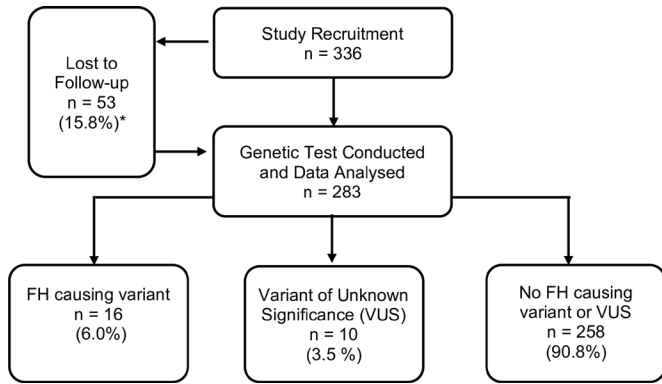 Study Recruitment
n = 336
Lost to
Follow-up
n = 53
(15.8%)*
Genetic Test Conducted
and Data Analysed
n = 283
FH causing variant
n = 16
(6.0%)
Variant of Unknown
Significance (VUS)
n = 10
(3.5 %)
No FH causing
variant or VUS
n = 258
(90.8%)